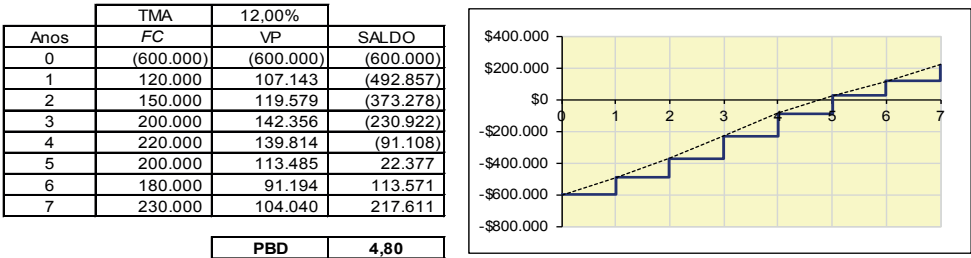 TMA 12,00%
Anos FC VP SALDO
0 (600.000) (600.000) (600.000)
1 120.000 107.143 (492.857)
2 150.000 119.579 (373.278)
3 200.000 142.356 (230.922)
4 220.000 139.814 (91.108)
5 200.000 113.485 22.377
6 180.000 91.194 113.571
7 230.000 104.040 217.611
PBD 4,80
$400.000
$200.000
$0
-$200.000
-$400.000
-$600.000
-$800.000
0 1 2 3 4 5 6 7